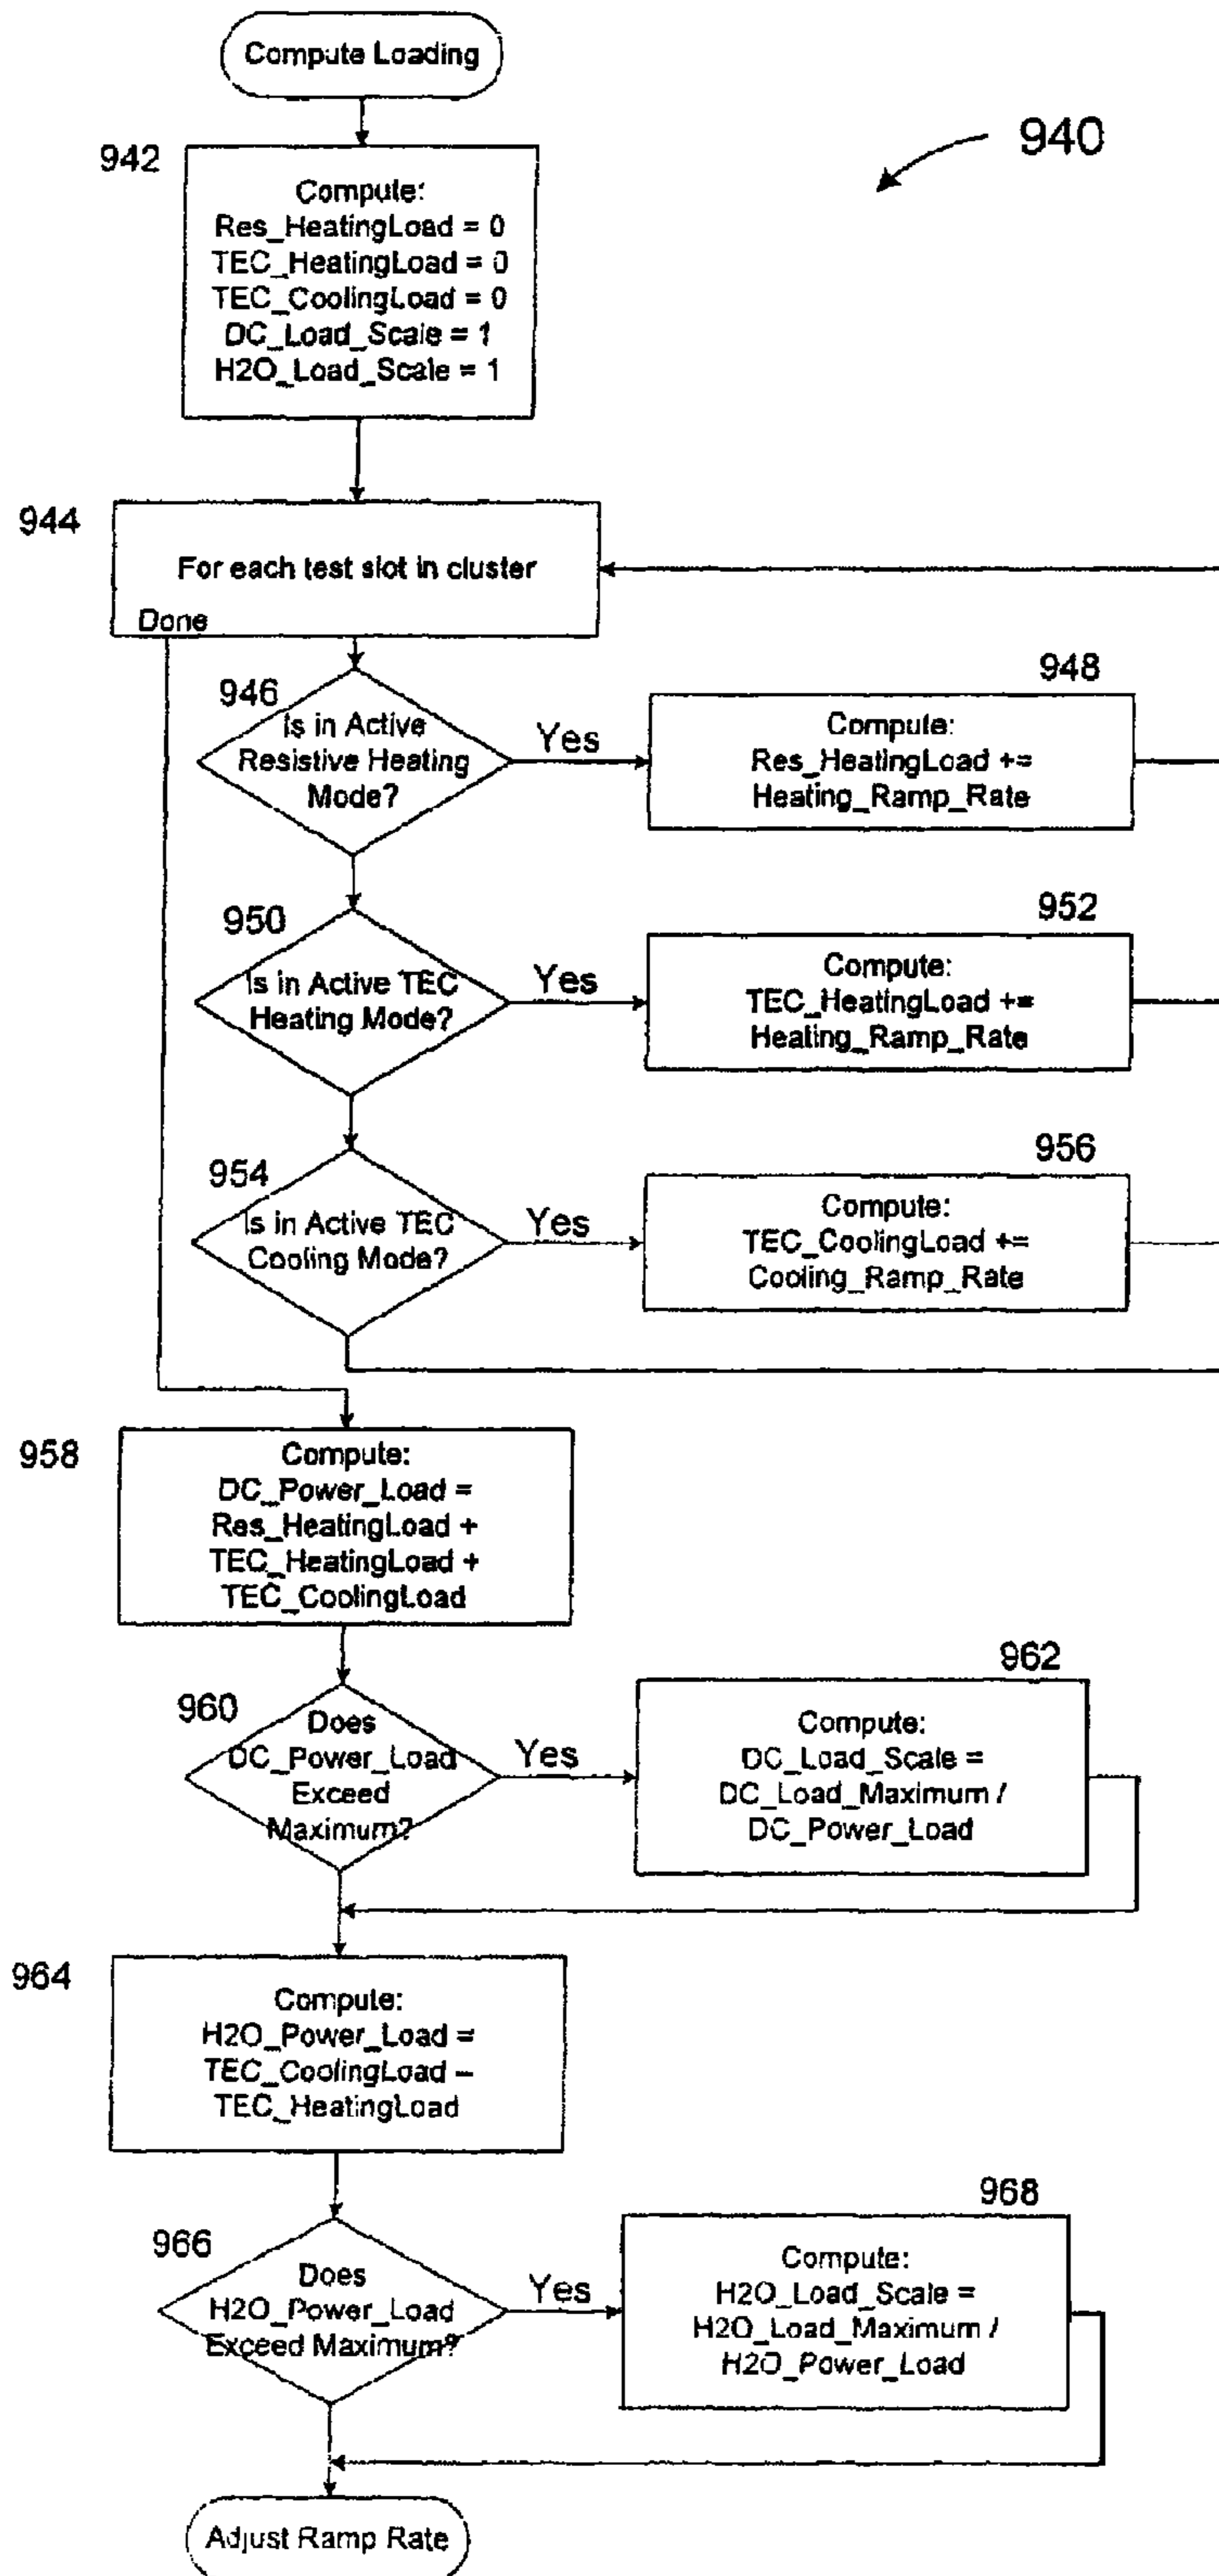 Compute Loading
940
942
Compute:
Res_HeatingLoad = 0
TEC_HeatingLoad = 0
TEC_CoolingLoad = 0
DC_Load_Scale = 1
H2O_Load_Scale = 1
944
For each test slot in cluster
Done
946
Is in Active
Resistive Heating
Mode?
Yes
948
Compute:
Res_HeatingLoad +=
Heating_Ramp_Rate
950
Is in Active TEC
Heating Mode?
Yes
952
Compute:
TEC_HeatingLoad +=
Heating_Ramp_Rate
954
Is in Active TEC
Cooling Mode?
Yes
956
Compute:
TEC_CoolingLoad +=
Cooling_Ramp_Rate
958
Compute:
DC_Power_Load =
Res_HeatingLoad +
TEC_HeatingLoad +
TEC_CoolingLoad
960
Does
DC_Power_Load
Exceed
Maximum?
Yes
962
Compute:
DC_Load_Scale =
DC_Load_Maximum /
DC_Power_Load
964
Compute:
H2O_Power_Load =
TEC_CoolingLoad –
TEC_HeatingLoad
966
Does
H2O_Power_Load
Exceed Maximum?
Yes
968
Compute:
H2O_Load_Scale =
H2O_Load_Maximum /
H2O_Power_Load
Adjust Ramp Rate